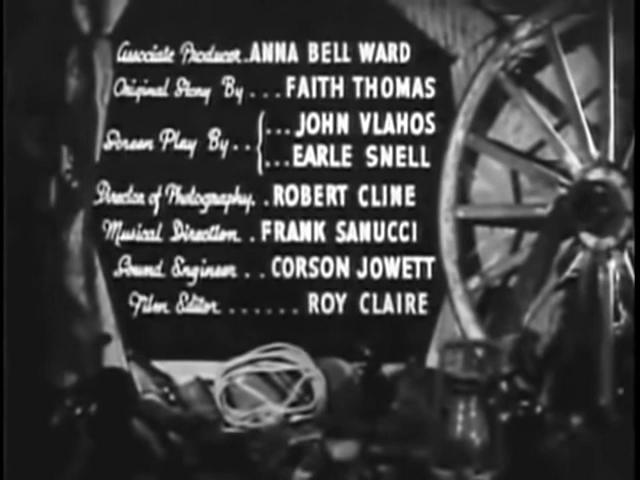 Associate Producer. ANNA BELL WARD
Original Story By ... FAITH THOMAS
Screen Play By .. { ... JOHN VLAHOS
... EARLE SNELL
Director of Photography. . ROBERT CLINE
Musical Direction . . FRANK SANUCCI
Sound Engineer . . CORSON JOWETT
Film Editor ...... ROY CLAIRE